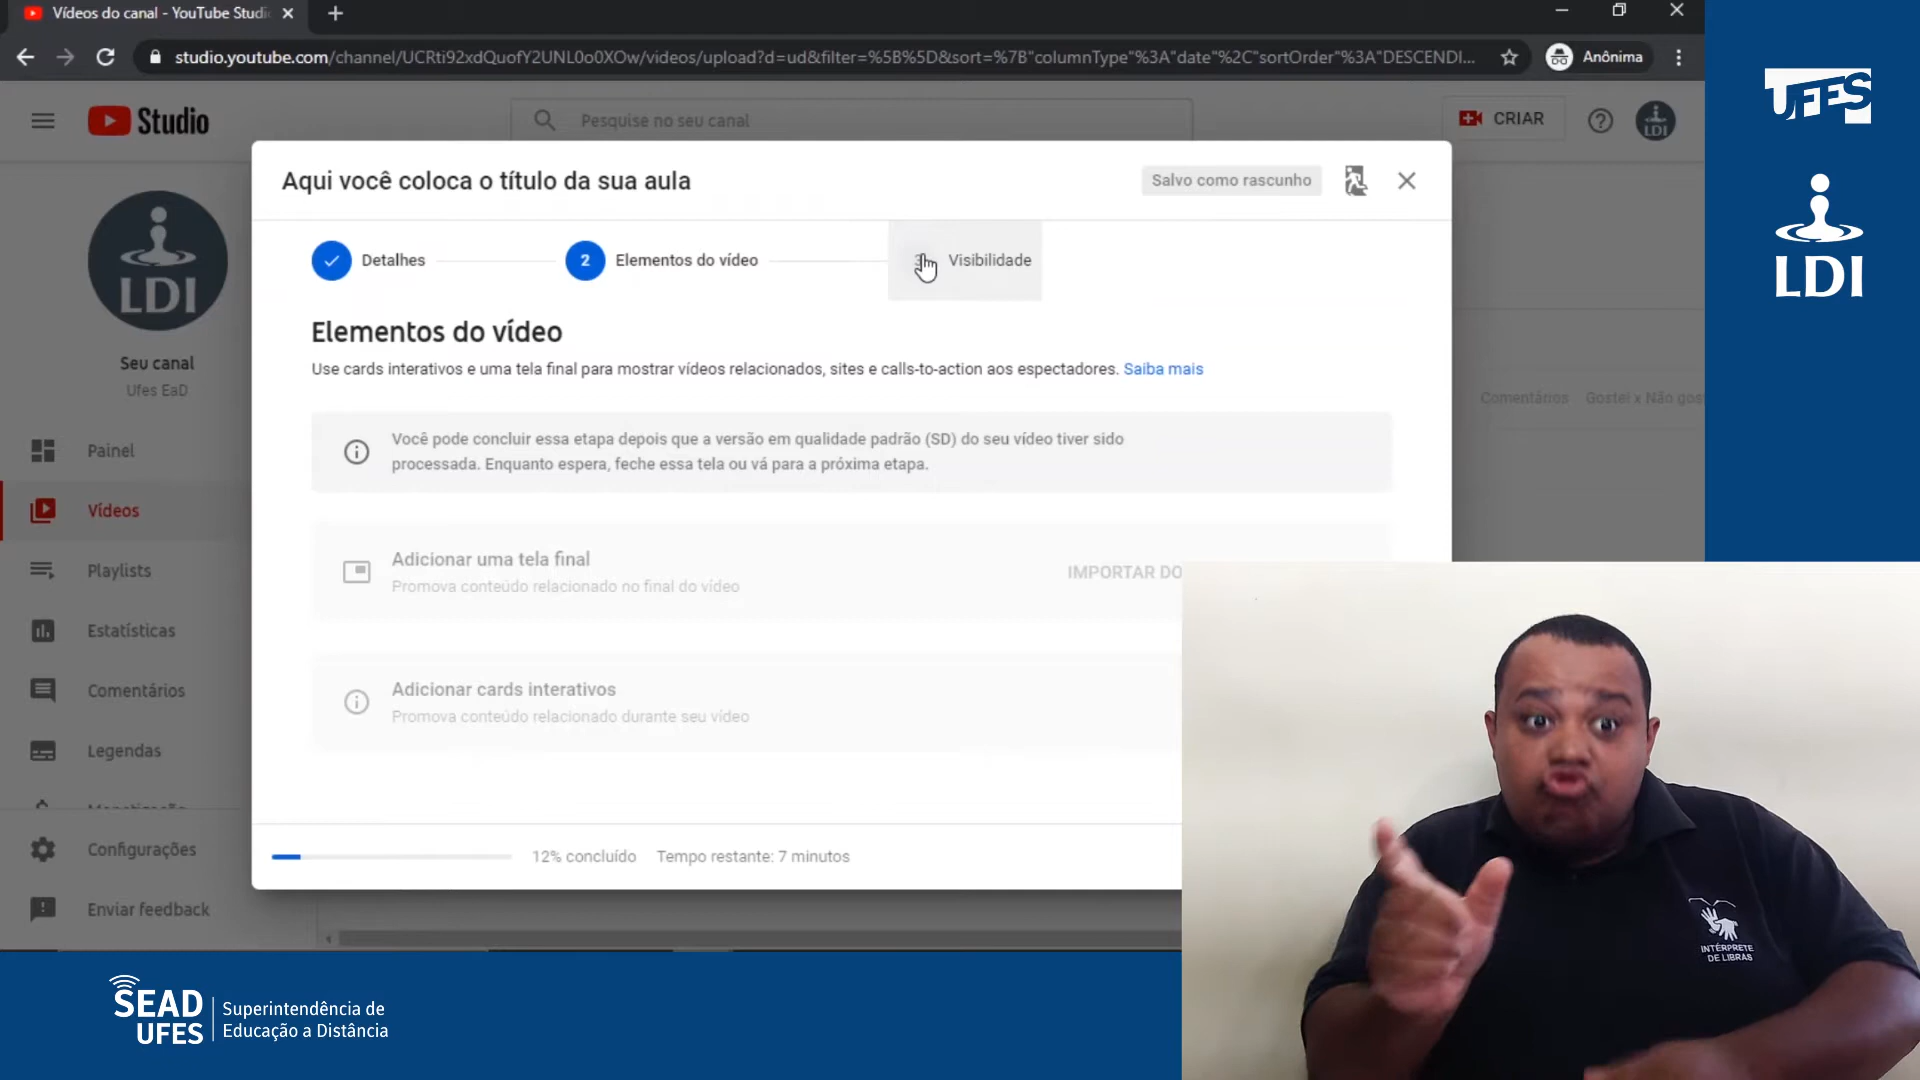 Vídeos do canal - YouTube Studi
studio.youtube.com/channel/UCRti92xdQuofY2UNL0o0XOw/videos/upload?d=ud&filter=%5B%5D&sort=%7B"columnType"%3A"date"%2C"sortOrder"%3A"DESCENDI...
Anônima
Studio
Pesquise no seu canal
CRIAR
LDI
UFES
LDI
Aqui você coloca o título da sua aula
Salvo como rascunho
LDI
Seu canal
Ufes EaD
Detalhes
2
Elementos do vídeo
Visibilidade
Elementos do vídeo
Use cards interativos e uma tela final para mostrar vídeos relacionados, sites e calls-to-action aos espectadores. Saiba mais
Você pode concluir essa etapa depois que a versão em qualidade padrão (SD) do seu vídeo tiver sido
processada. Enquanto espera, feche essa tela ou vá para a próxima etapa.
Comentários
Gostei x Não gos
Painel
Vídeos
Playlists
Estatísticas
Comentários
Legendas
Monetização
Configurações
Enviar feedback
Adicionar uma tela final
Promova conteúdo relacionado no final do vídeo
IMPORTAR DO
Adicionar cards interativos
Promova conteúdo relacionado durante seu vídeo
12% concluído
Tempo restante: 7 minutos
INTÉRPRETE
DE LIBRAS
SEAD
UFES
Superintendência de
Educação a Distância